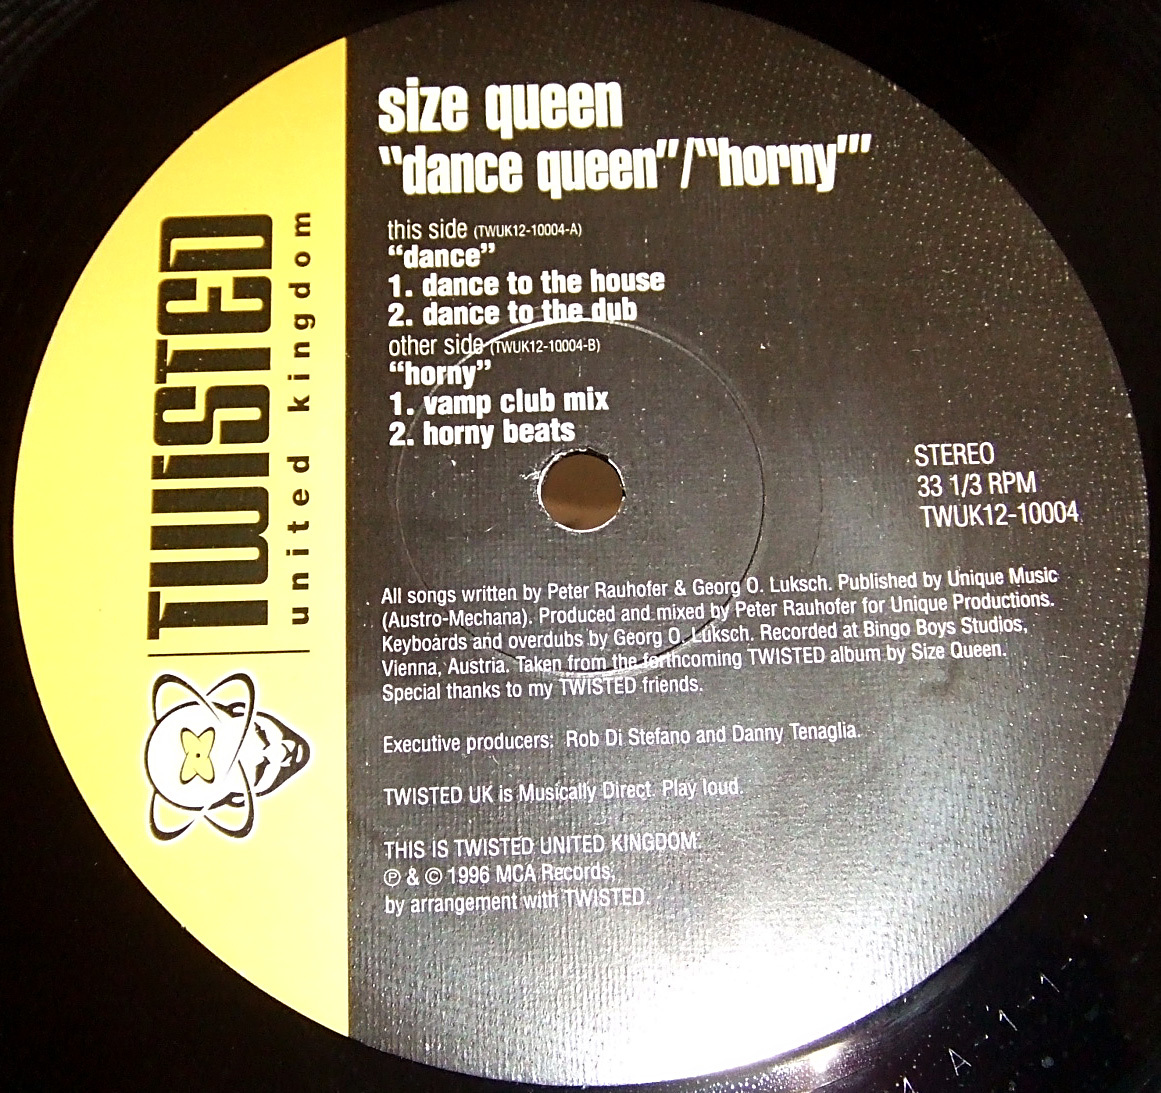 size queen
“dance queen”/“horny”’
this side (TWUK12-10004-A)
“dance”
1. dance to the house
2. dance to the dub
other side (TWUK12-10004-B)
“horny”
1. vamp club mix
2. horny beats
STEREO
33 1/3 RPM
TWUK12-10004
All songs written by Peter Rauhofer & Georg O. Luksch. Published by Unique Music
(Austro-Mechana). Produced and mixed by Peter Rauhofer for Unique Productions.
Keyboards and overdubs by Georg O. Luksch. Recorded at Bingo Boys Studios,
Vienna, Austria. Taken from the forthcoming TWISTED album by Size Queen.
Special thanks to my TWISTED friends.
Executive producers: Rob Di Stefano and Danny Tenaglia.
TWISTED UK is Musically Direct. Play loud.
THIS IS TWISTED UNITED KINGDOM.
℗ & © 1996 MCA Records,
by arrangement with TWISTED
TWISTED
united kingdom
A-1-1-